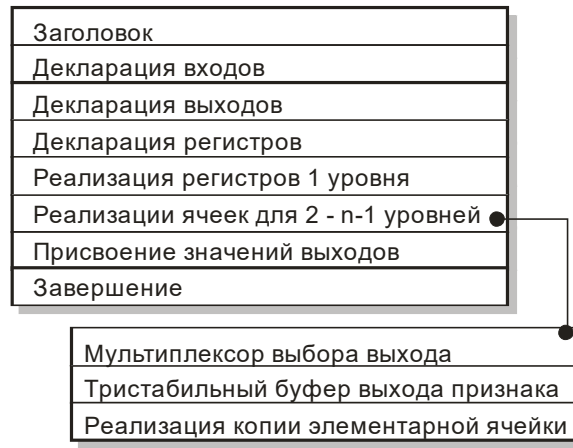 Заголовок
Декларация входов
Декларация выходов
Декларация регистров
Реализация регистров 1 уровня
Реализации ячеек для 2 - n-1 уровней
Присвоение значений выходов
Завершение
Мультиплексор выбора выхода
Тристабильный буфер выхода признака
Реализация копии элементарной ячейки